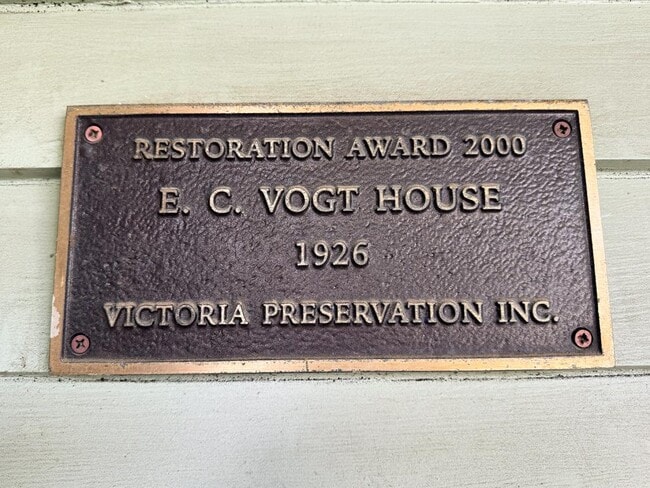 RESTORATION AWARD 2000
E. C. VOGT HOUSE
1926
VICTORIA PRESERVATION INC.